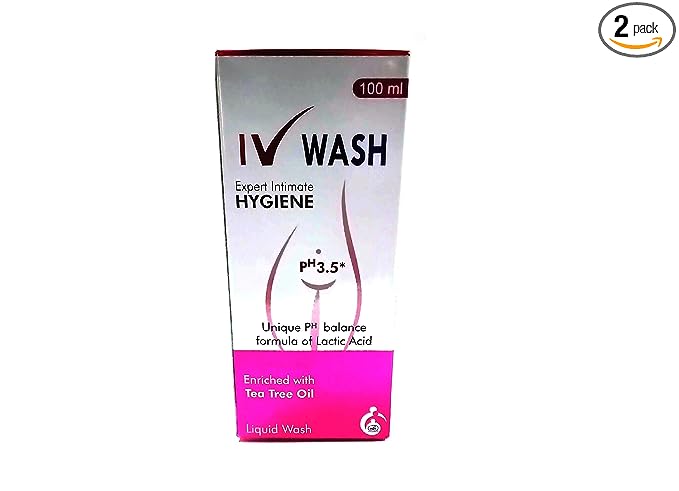 2 pack
100 ml
IV WASH
Expert Intimate
HYGIENE
PH3.5*
Unique PH balance
formula of Lactic Acid
Enriched with
Tea Tree Oil
Liquid Wash